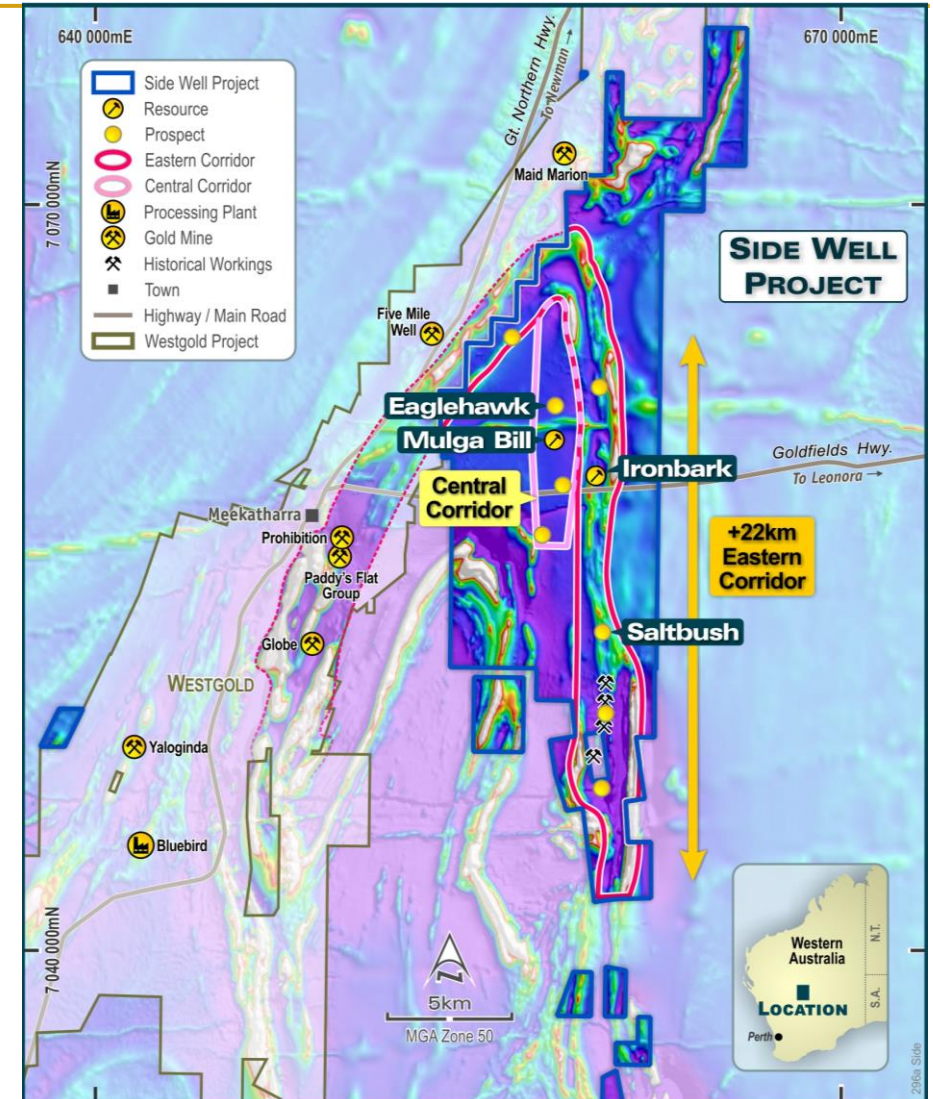 640 000mE
670 000mE
Gt. Northern Hwy.
To Newman →
Side Well Project
Resource
Prospect
Eastern Corridor
Central Corridor
Processing Plant
Gold Mine
Historical Workings
Town
Highway / Main Road
Westgold Project
7 070 000mN
Maid Marion
SIDE WELL
PROJECT
Five Mile
Well
Eaglehawk
Mulga Bill
Ironbark
Goldfields Hwy.
To Leonora →
Central
Corridor
Meekatharra
Prohibition
Paddy's Flat
Group
+22km
Eastern
Corridor
Globe
Saltbush
WESTGOLD
Yaloginda
Bluebird
7 040 000mN
N
5km
MGA Zone 50
Western
Australia
N.T.
S.A.
LOCATION
Perth
296a Side